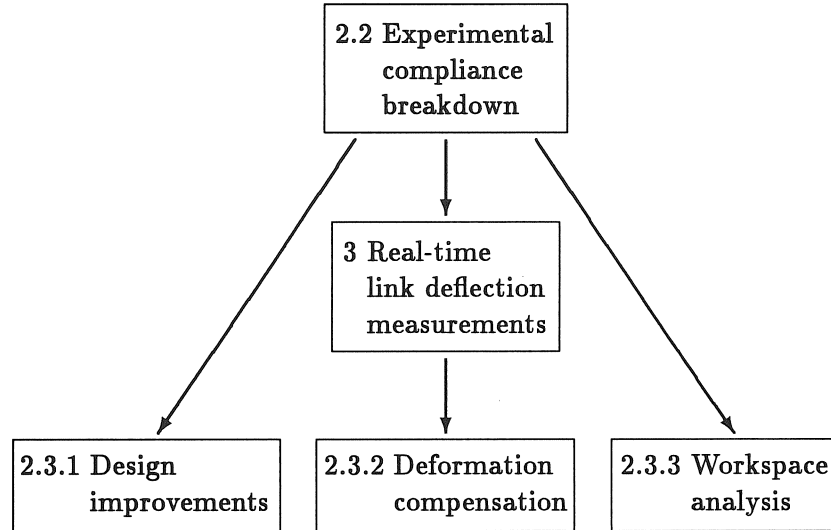 2.2 Experimental
compliance
breakdown
3 Real-time
link deflection
measurements
2.3.1 Design
improvements
2.3.2 Deformation
compensation
2.3.3 Workspace
analysis